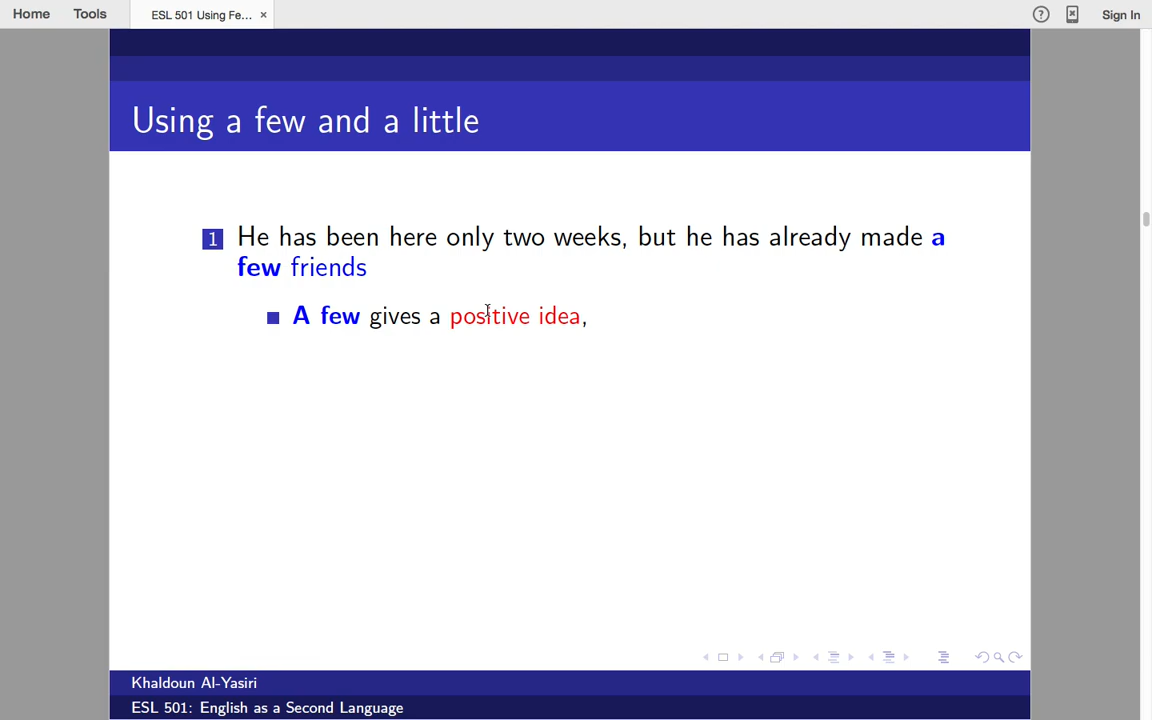 Home Tools ESL 501 Using Fe... × Sign In
Using a few and a little
1 He has been here only two weeks, but he has already made a
few friends
A few gives a positive idea,
Khaldoun Al-Yasiri
ESL 501: English as a Second Language